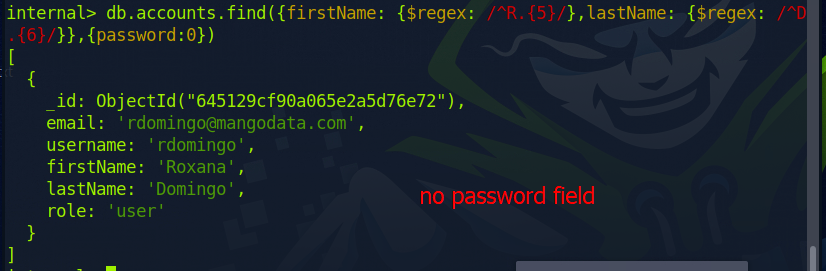 internal> db.accounts.find({firstName: {$regex: /^R.{5}/},lastName: {$regex: /^D
.{6}/}},{password:0})
[
  {
    _id: ObjectId("645129cf90a065e2a5d76e72"),
    email: 'rdomingo@mangodata.com',
    username: 'rdomingo',
    firstName: 'Roxana',
    lastName: 'Domingo',
    role: 'user'
no password field
  }
]